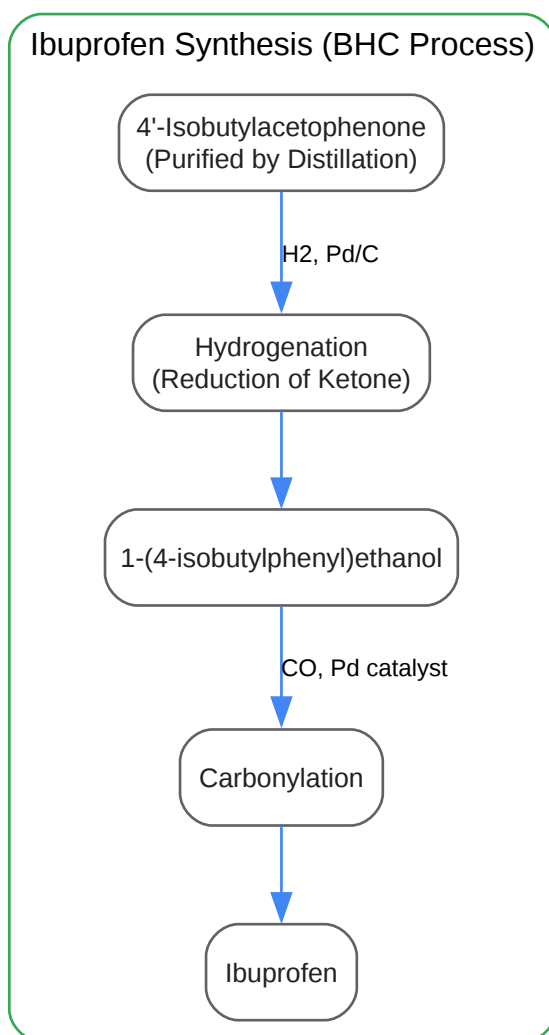 Ibuprofen Synthesis (BHC Process)
4'-Isobutylacetophenone
(Purified by Distillation)
H2, Pd/C
Hydrogenation
(Reduction of Ketone)
1-(4-isobutylphenyl)ethanol
CO, Pd catalyst
Carbonylation
Ibuprofen